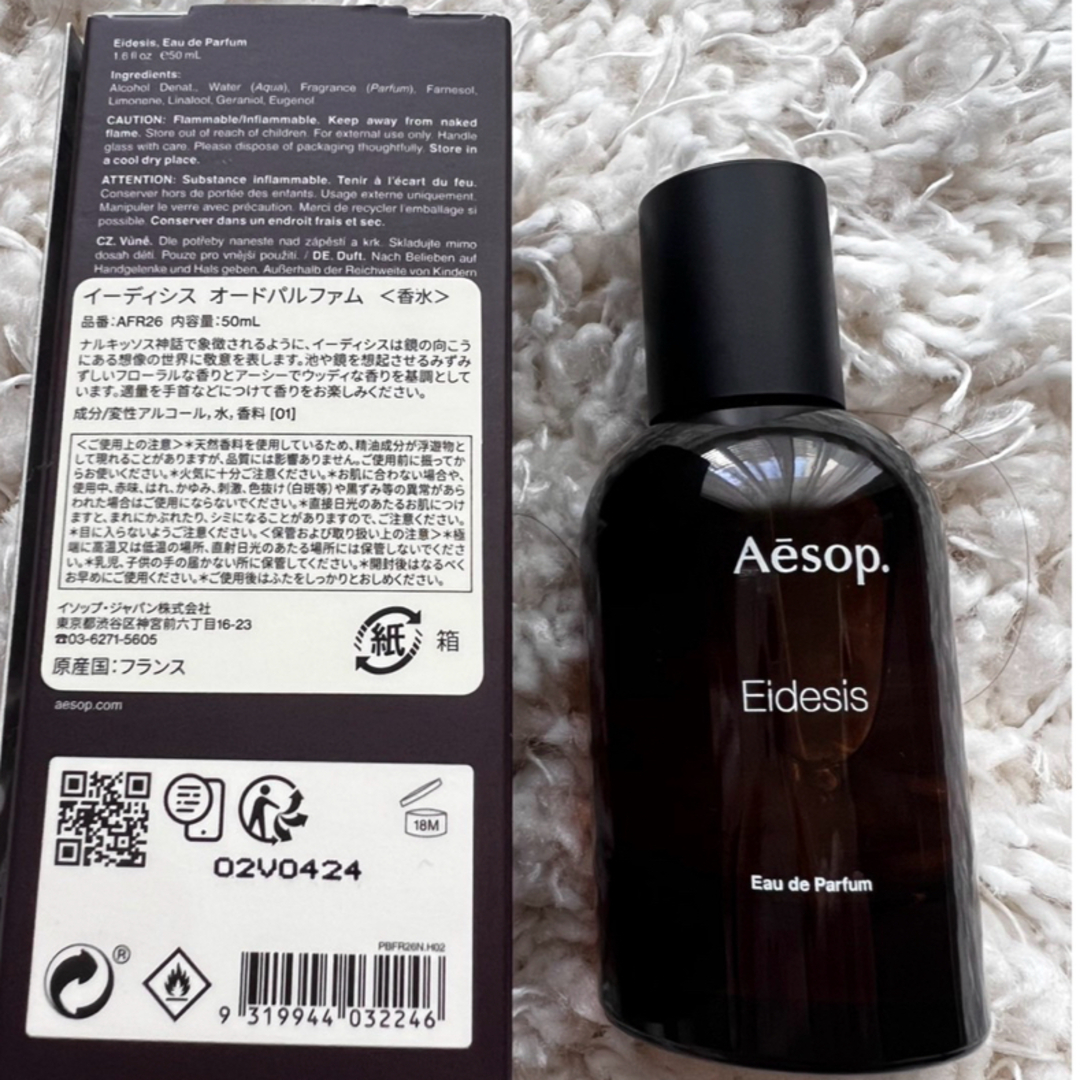 Eidesis, Eau de Parfum
1.6 fl oz ℮50 mL
Ingredients:
Alcohol Denat., Water (Aqua), Fragrance (Parfum), Farnesol,
Limonene, Linalool, Geraniol, Eugenol
CAUTION: Flammable/Inflammable. Keep away from naked
flame. Store out of reach of children. For external use only. Handle
glass with care. Please dispose of packaging thoughtfully. Store in
a cool dry place.
ATTENTION: Substance inflammable. Tenir à l'écart du feu.
Conserver hors de portée des enfants. Usage externe uniquement.
Manipuler le verre avec précaution. Merci de recycler l'emballage si
possible. Conserver dans un endroit frais et sec.
CZ. Vůně. Dle potřeby naneste nad zápěstí a krk. Skladujte mimo
dosah dětí. Pouze pro vnější použití. / DE. Duft. Nach Belieben auf
Handgelenke und Hals geben. Außerhalb der Reichweite von Kindern
イーディシス オードパルファム <香水>
品番:AFR26 内容量:50mL
ナルキッソス神話で象徴されるように、イーディシスは鏡の向こう
にある想像の世界に敬意を表します。池や鏡を想起させるみずみ
ずしいフローラルな香りとアーシーでウッディな香りを基調として
います。適量を手首などにつけて香りをお楽しみください。
成分/変性アルコール, 水, 香料 [01]
<ご使用上の注意>*天然香料を使用しているため、精油成分が浮遊物と
して現れることがありますが、品質には影響ありません。ご使用前に振ってか
らお使いください。*火気に十分ご注意ください。*お肌に合わない場合や、
使用中、赤味、はれ、かゆみ、刺激、色抜け(白斑等)や黒ずみ等の異常があら
われた場合はご使用にならないでください。*直接日光のあたるお肌につけ
ますと、まれにかぶれたり、シミになることがありますので、ご注意ください。
*目に入らないようご注意ください。<保管および取り扱い上の注意>*極
端に高温又は低温の場所、直射日光のあたる場所には保管しないでくださ
い。*乳児、子供の手の届かない所に保管してください。*開封後はなるべく
お早めにご使用ください。*ご使用後はふたをしっかりとおしめください。
イソップ・ジャパン株式会社
東京都渋谷区神宮前六丁目16-23
☎03-6271-5605
紙 箱
原産国:フランス
aesop.com
18M
02V0424
PBFR26N.H02
®
9 319944 032246
Aēsop.
Eidesis
Eau de Parfum